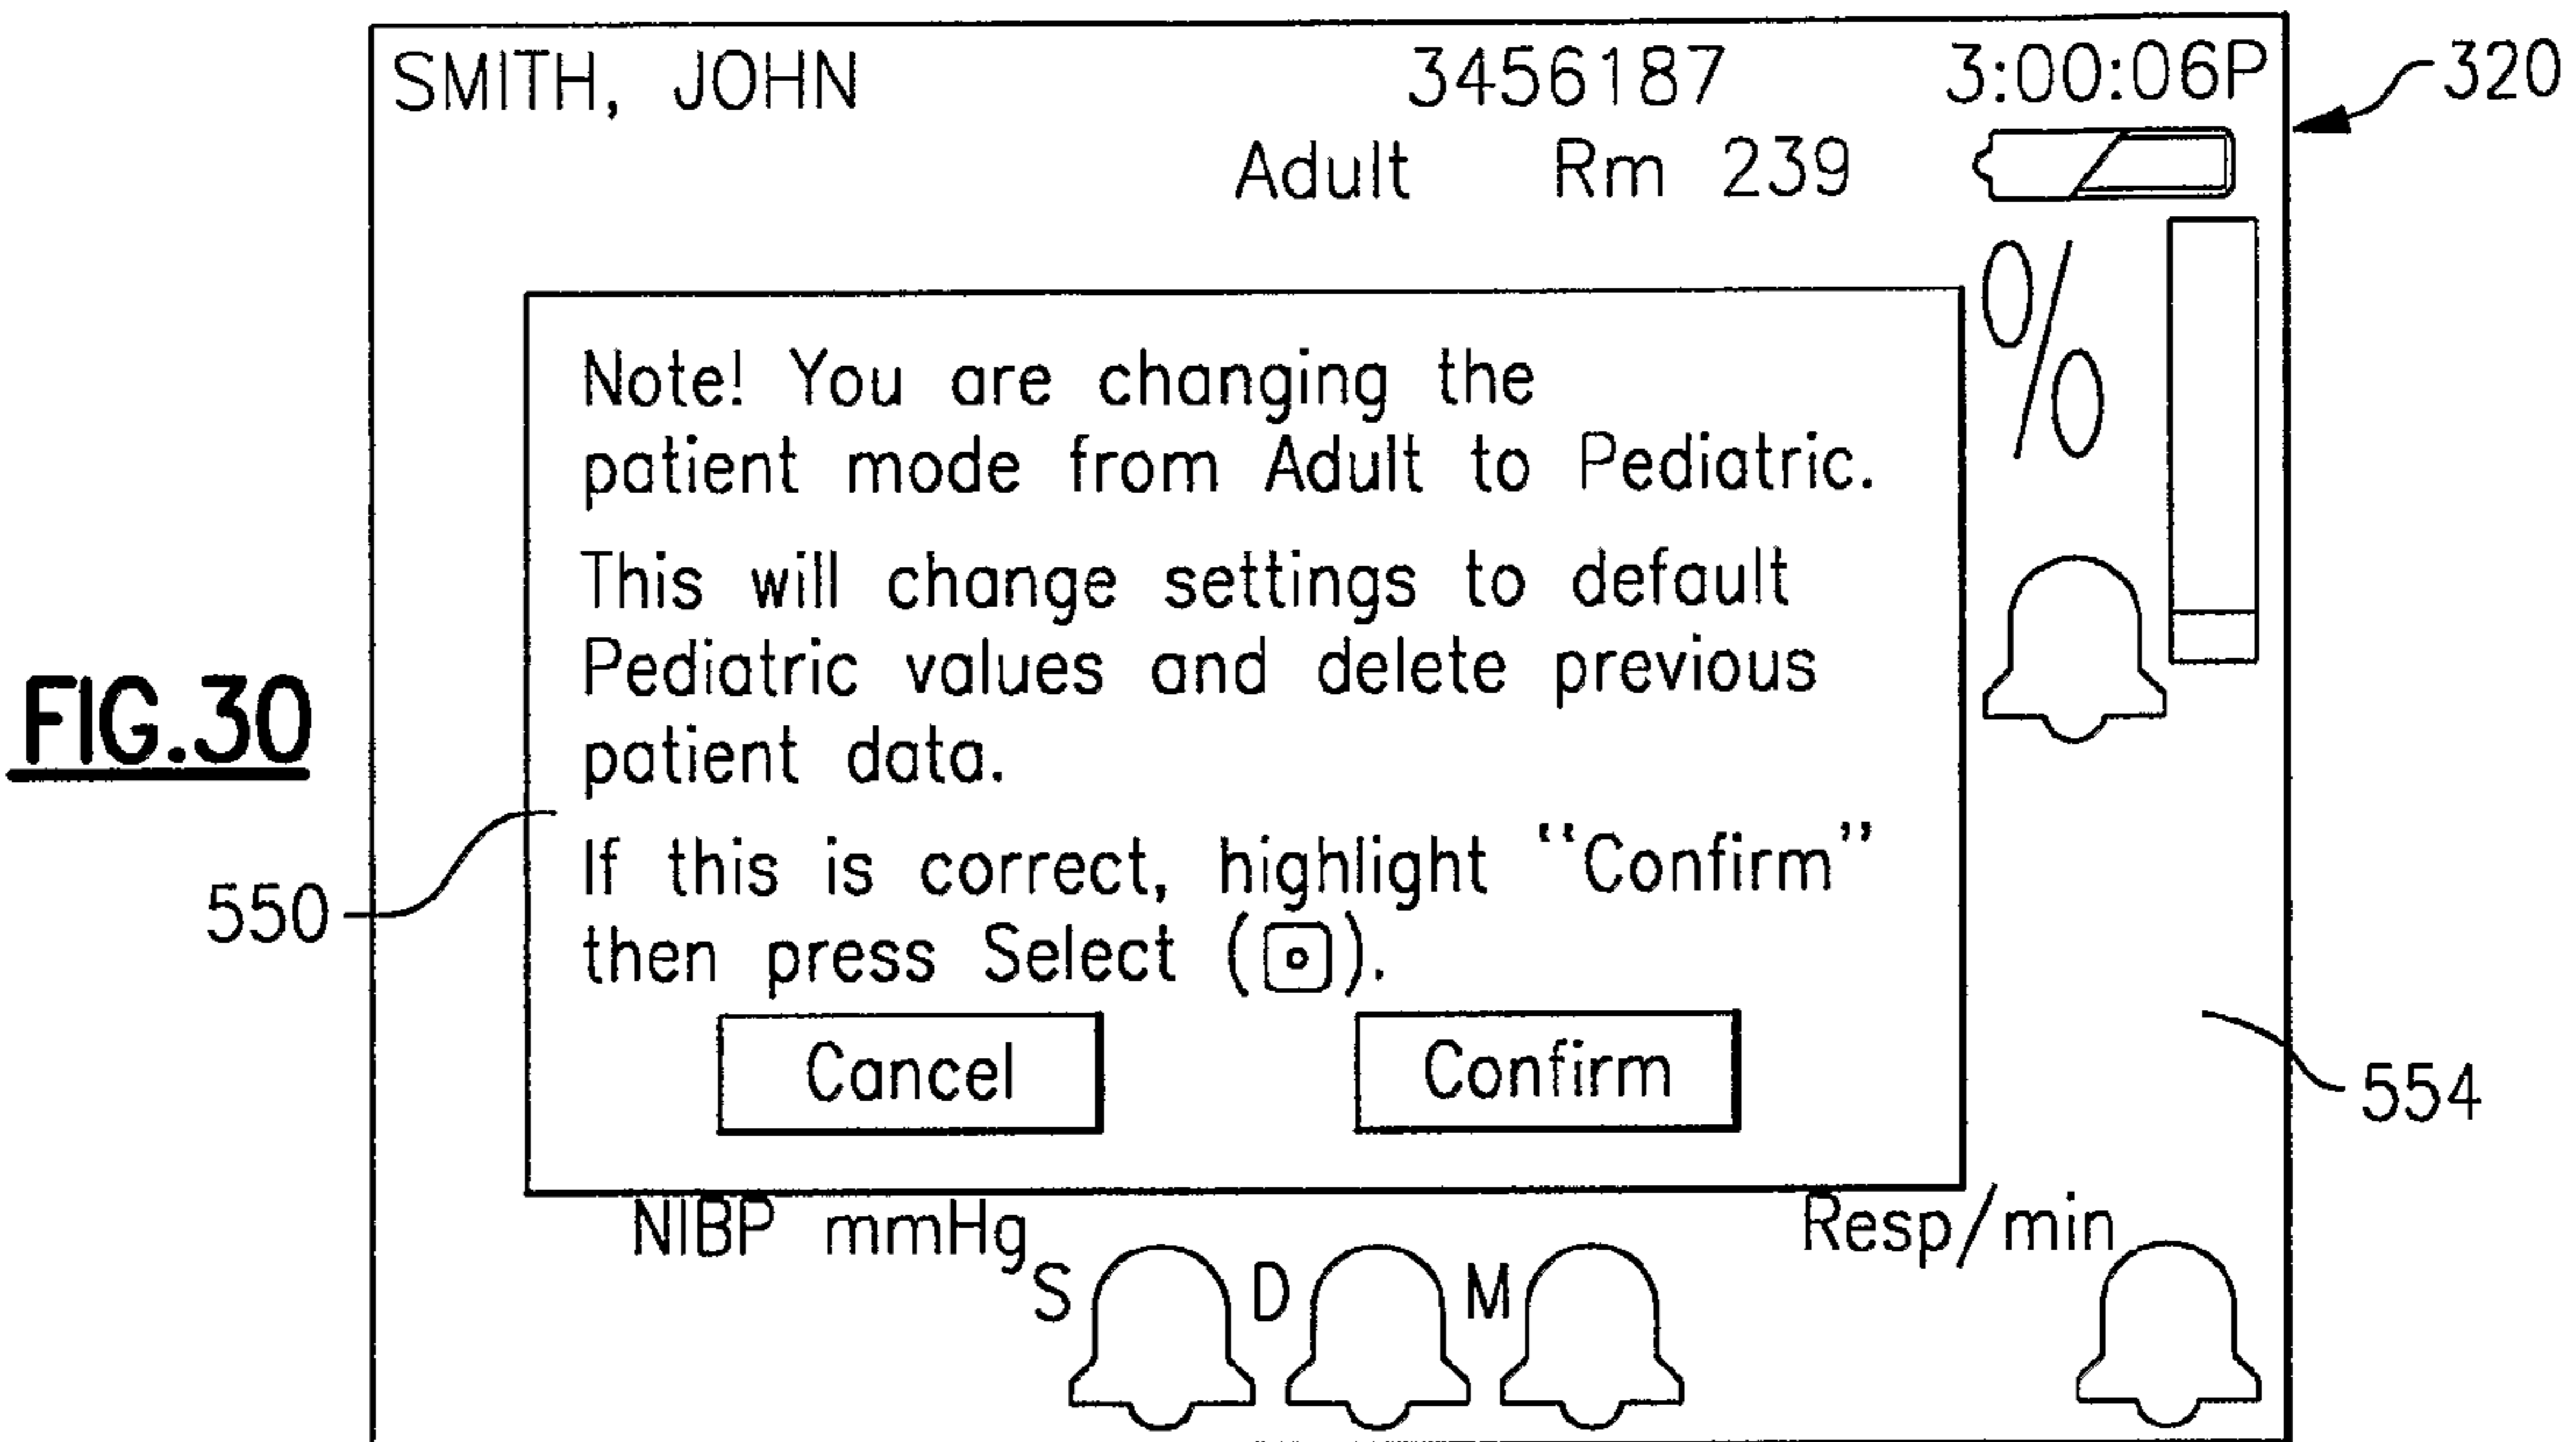 SMITH, JOHN 3456187 3:00:06P 320
Adult Rm 239
%
Note! You are changing the
patient mode from Adult to Pediatric.
This will change settings to default
Pediatric values and delete previous
patient data.
If this is correct, highlight "Confirm"
then press Select (⊡).
Cancel Confirm
FIG.30
550
554
NIBP mmHg Resp/min
S D M